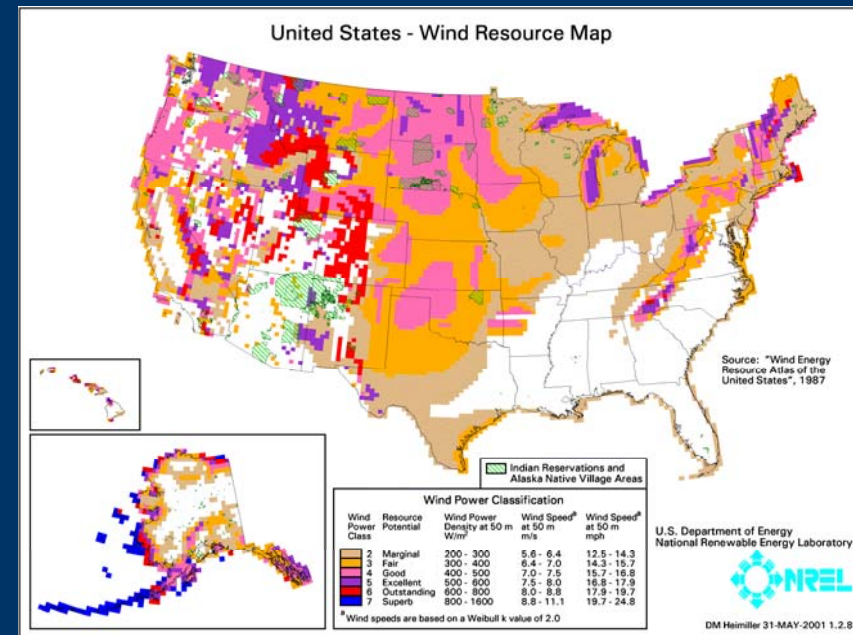 United States - Wind Resource Map
Source: "Wind Energy
Resource Atlas of the
United States", 1987
Indian Reservations and
Alaska Native Village Areas
Wind Power Classification
Wind Power Class Resource Potential Wind Power Density at 50 m W/m² Wind Speedᵃ at 50 m m/s Wind Speedᵃ at 50 m mph
2 Marginal 200 - 300 5.6 - 6.4 12.5 - 14.3
3 Fair 300 - 400 6.4 - 7.0 14.3 - 15.7
4 Good 400 - 500 7.0 - 7.5 15.7 - 16.8
5 Excellent 500 - 600 7.5 - 8.0 16.8 - 17.9
6 Outstanding 600 - 800 8.0 - 8.8 17.9 - 19.7
7 Superb 800 - 1600 8.8 - 11.1 19.7 - 24.8
ᵃ Wind speeds are based on a Weibull k value of 2.0
U.S. Department of Energy
National Renewable Energy Laboratory
NREL
DM Heimiller 31-MAY-2001 1.2.8